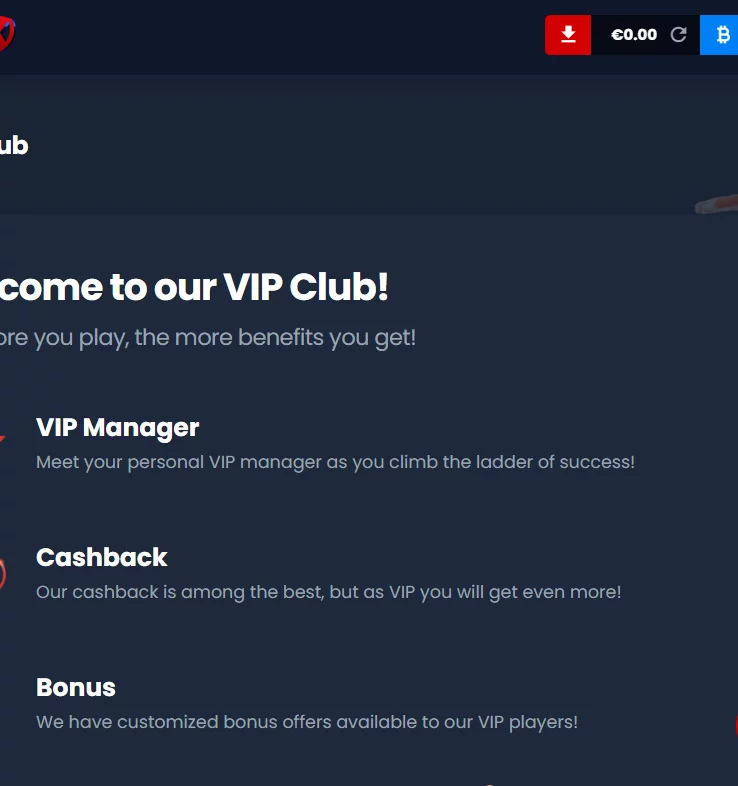 €0.00
ub
come to our VIP Club!
ore you play, the more benefits you get!
VIP Manager
Meet your personal VIP manager as you climb the ladder of success!
Cashback
Our cashback is among the best, but as VIP you will get even more!
Bonus
We have customized bonus offers available to our VIP players!